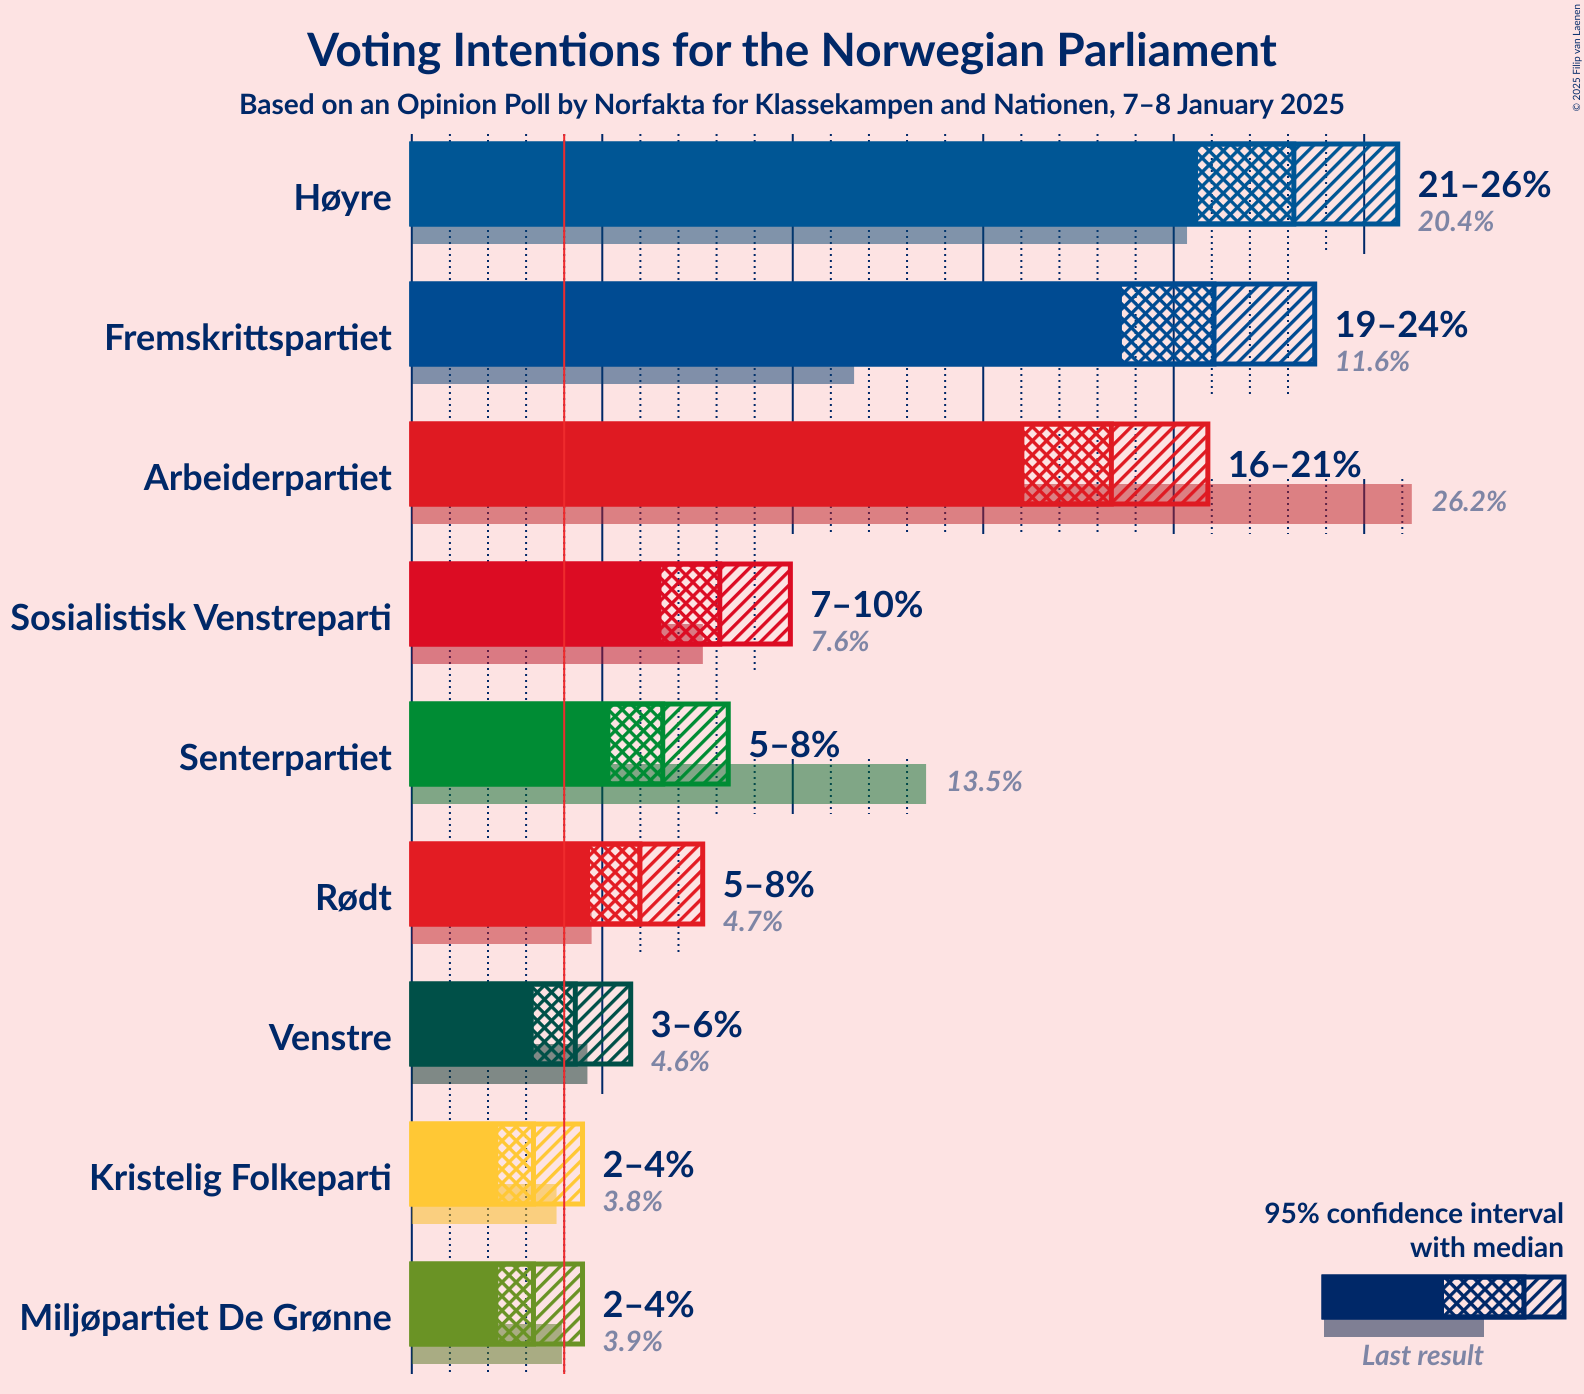 Voting Intentions for the Norwegian Parliament
Based on an Opinion Poll by Norfakta for Klassekampen and Nationen, 7–8 January 2025
© 2025 Filip van Laenen
Høyre
21–26%
20.4%
Fremskrittspartiet
19–24%
11.6%
Arbeiderpartiet
16–21%
26.2%
Sosialistisk Venstreparti
7–10%
7.6%
Senterpartiet
5–8%
13.5%
Rødt
5–8%
4.7%
Venstre
3–6%
4.6%
Kristelig Folkeparti
2–4%
3.8%
Miljøpartiet De Grønne
2–4%
3.9%
95% confidence interval
with median
Last result